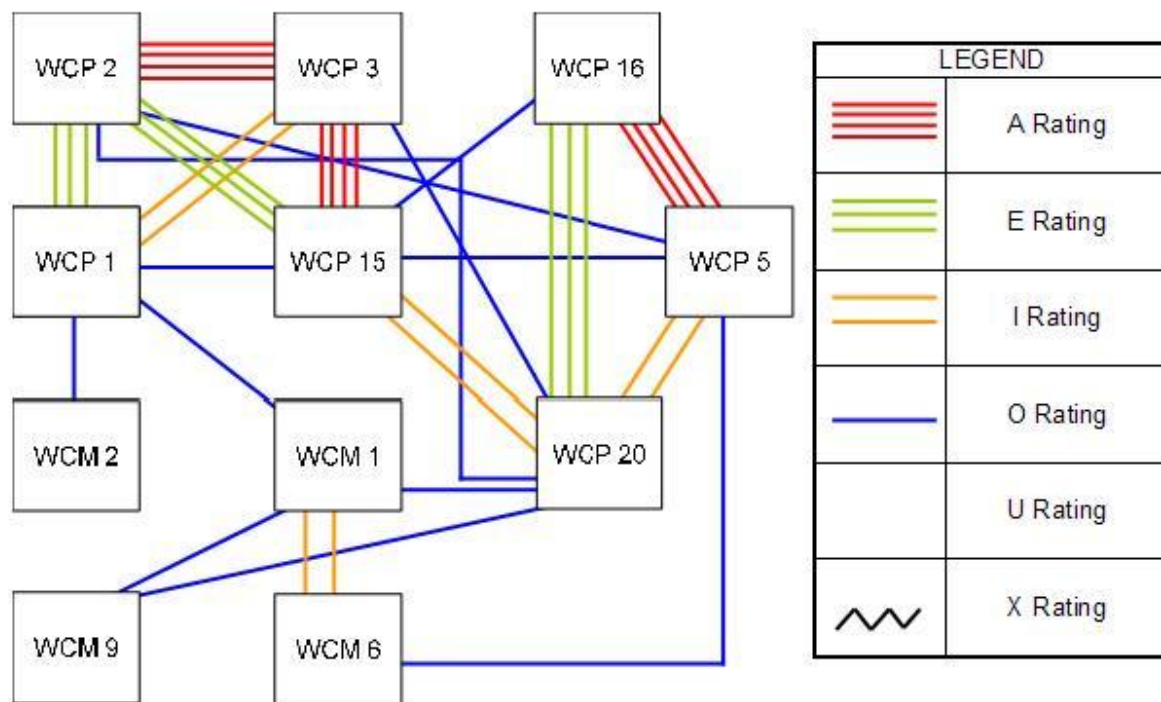 WCP 2
WCP 3
WCP 16
WCP 1
WCP 15
WCP 5
WCM 2
WCM 1
WCP 20
WCM 9
WCM 6
LEGEND
A Rating
E Rating
I Rating
O Rating
U Rating
X Rating